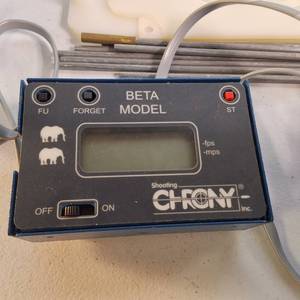 BETA
MODEL
FU FORGET ST
-fps
-mps
OFF ON
Shooting
CHRONY
Inc.